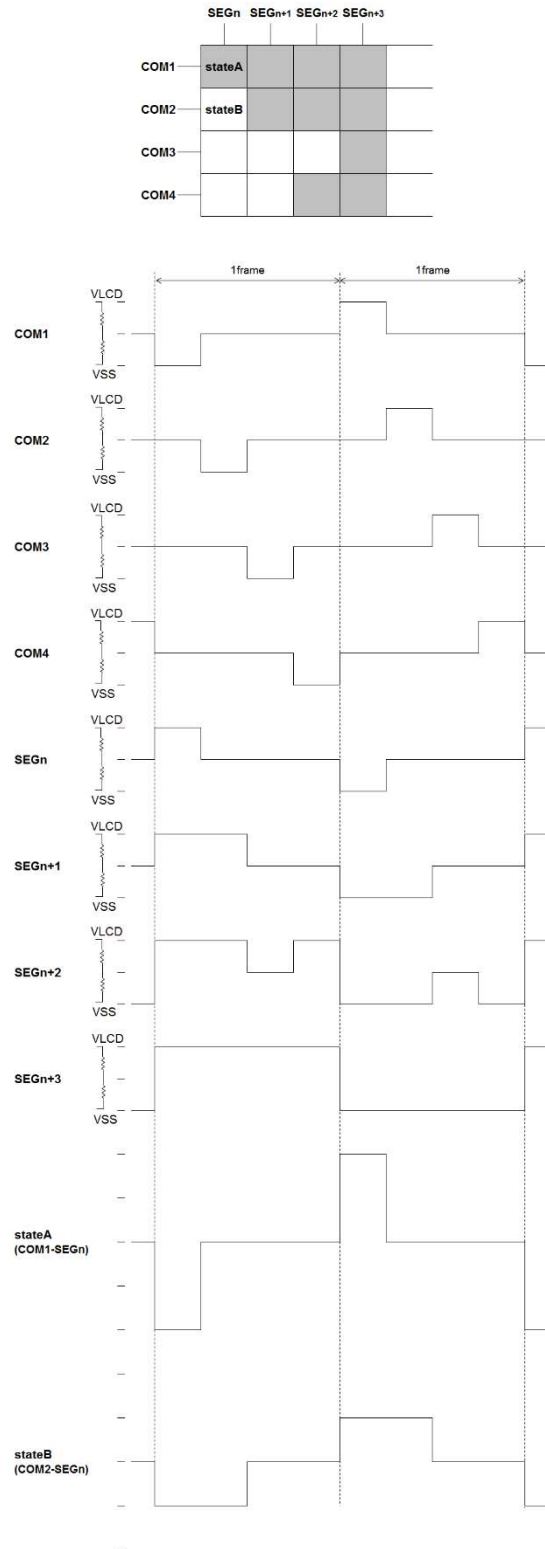 SEGn SEGn+1 SEGn+2 SEGn+3
COM1 stateA
COM2 stateB
COM3
COM4
1frame 1frame
VLCD
COM1
VSS
VLCD
COM2
VSS
VLCD
COM3
VSS
VLCD
COM4
VSS
VLCD
SEGn
VSS
VLCD
SEGn+1
VSS
VLCD
SEGn+2
VSS
VLCD
SEGn+3
VSS
stateA
(COM1-SEGn)
stateB
(COM2-SEGn)